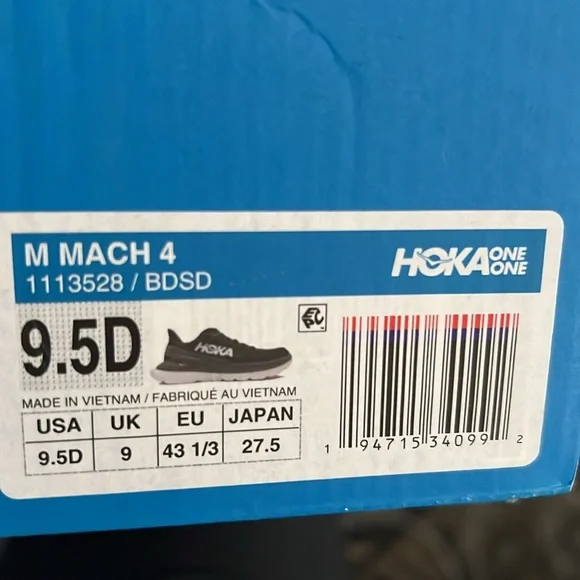 M MACH 4
HOKA ONE ONE
1113528 / BDSD
9.5D
HOKA
MADE IN VIETNAM / FABRIQUÉ AU VIETNAM
USA UK EU JAPAN
9.5D 9 43 1/3 27.5
1 94715 34099 2